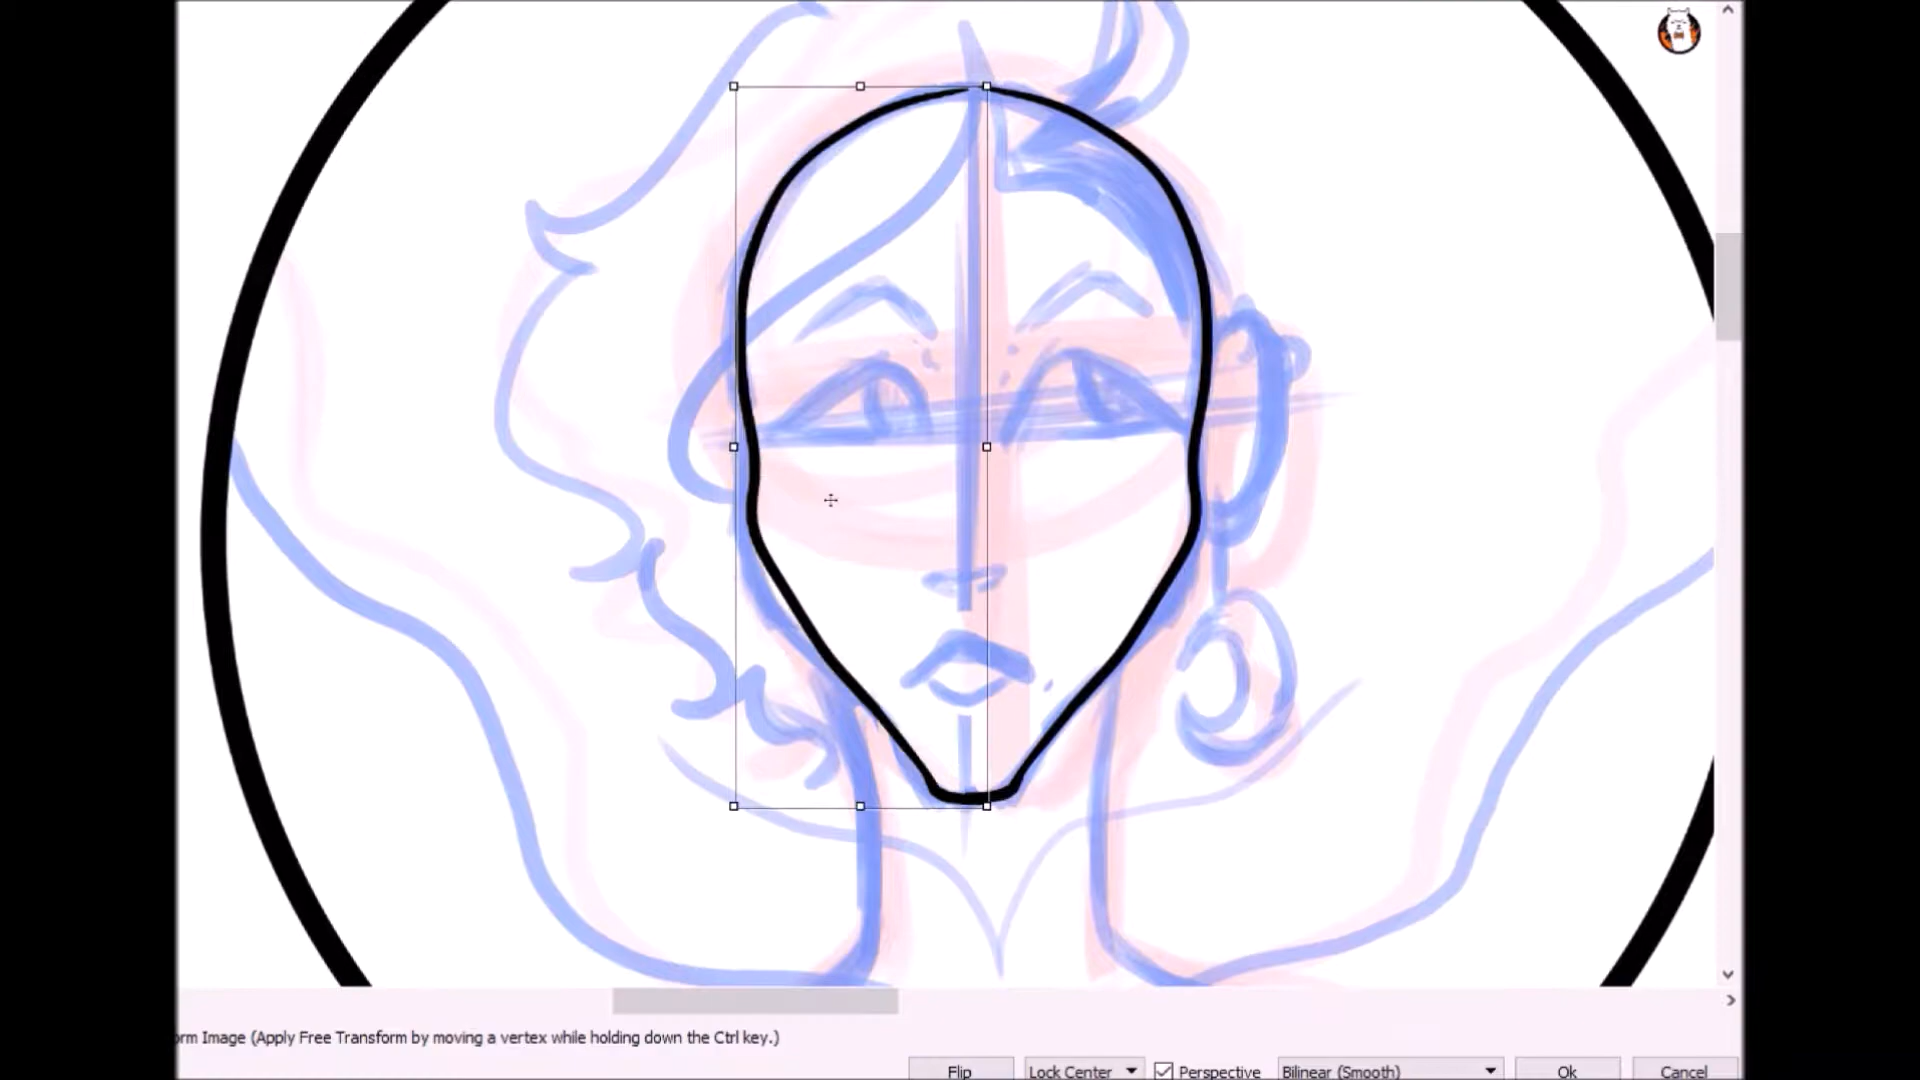 orm Image (Apply Free Transform by moving a vertex while holding down the Ctrl key.)
Flip Lock Center Perspective Bilinear (Smooth) Ok Cancel